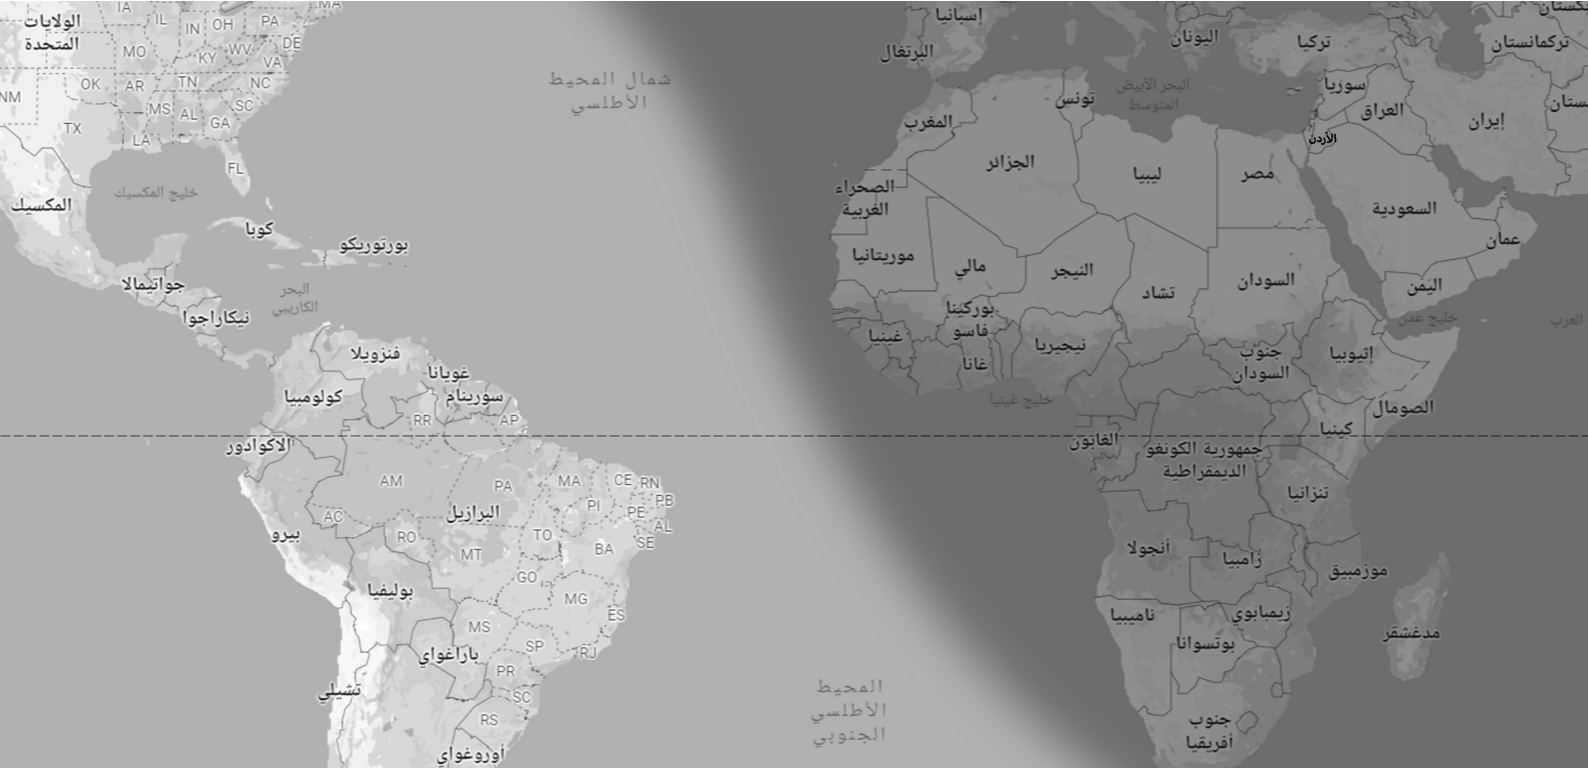 الولايات
المتحدة
IA
IL
IN
OH
PA
MA
DE
MO
KY
WV
VA
NM
OK
AR
TN
NC
TX
MS
AL
GA
SC
LA
FL
خليج المكسيك
المكسيك
كوبا
بورتوريكو
جواتيمالا
البحر
الكاريبي
نيكاراجوا
شمال المحيط
الأطلسي
فنزويلا
غويانا
سورينام
كولومبيا
RR
AP
الاكوادور
AM
PA
MA
CE
RN
PB
PI
PE
AL
SE
AC
البرازيل
RO
TO
بيرو
MT
BA
GO
بوليفيا
MG
ES
MS
SP
RJ
باراغواي
PR
SC
تشيلي
RS
أوروغواي
المحيط
الأطلسي
الجنوبي
إسبانيا
البرتغال
اليونان
تركيا
تركمانستان
البحر الأبيض
المتوسط
تونس
سوريا
العراق
إيران
الأردن
المغرب
الجزائر
ليبيا
مصر
السعودية
الصحراء
الغربية
عمان
موريتانيا
مالي
النيجر
تشاد
السودان
اليمن
خليج عدن
العرب
بوركينا
فاسو
غينيا
غانا
نيجيريا
جنوب
السودان
إثيوبيا
خليج غينيا
الصومال
كينيا
الغابون
جمهورية الكونغو
الديمقراطية
تنزانيا
أنجولا
زامبيا
موزمبيق
ناميبيا
زيمبابوي
بوتسوانا
مدغشقر
جنوب
أفريقيا